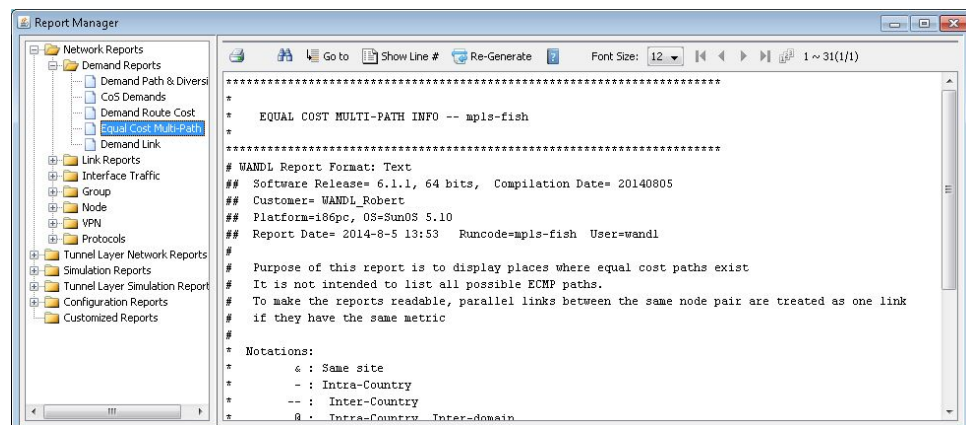 Report Manager
Network Reports
Demand Reports
Demand Path & Diversi
CoS Demands
Demand Route Cost
Equal Cost Multi-Path
Demand Link
Link Reports
Interface Traffic
Group
Node
VPN
Protocols
Tunnel Layer Network Reports
Simulation Reports
Tunnel Layer Simulation Report
Configuration Reports
Customized Reports
Go to Show Line # Re-Generate Font Size: 12 1 ~ 31(1/1)
************************************************************************
*
* EQUAL COST MULTI-PATH INFO -- mpls-fish
*
************************************************************************
# WANDL Report Format: Text
## Software Release= 6.1.1, 64 bits, Compilation Date= 20140805
## Customer= WANDL_Robert
## Platform=i86pc, OS=SunOS 5.10
## Report Date= 2014-8-5 13:53 Runcode=mpls-fish User=wandl
#
# Purpose of this report is to display places where equal cost paths exist
# It is not intended to list all possible ECMP paths.
# To make the reports readable, parallel links between the same node pair are treated as one link
# if they have the same metric
#
* Notations:
* & : Same site
* - : Intra-Country
* -- : Inter-Country
* @ : Intra-Country, Inter-domain